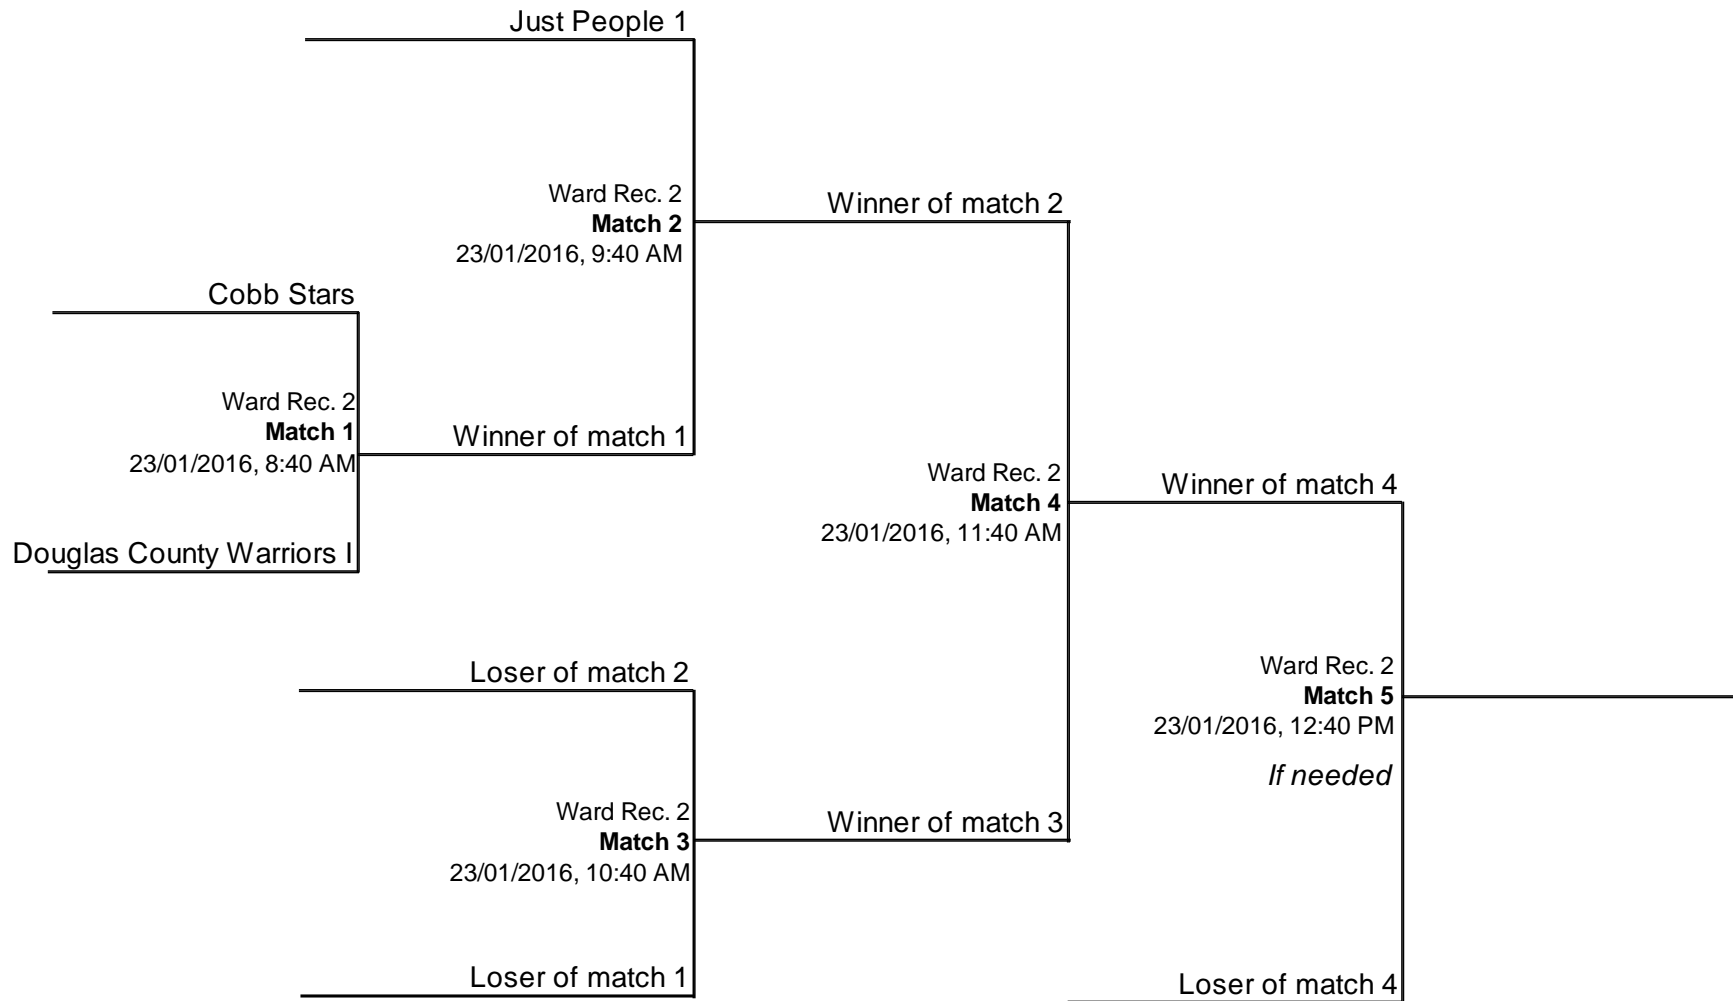 Just People 1
Ward Rec. 2
Match 2
23/01/2016, 9:40 AM
Winner of match 2
Cobb Stars
Ward Rec. 2
Match 1
23/01/2016, 8:40 AM
Winner of match 1
Douglas County Warriors I
Ward Rec. 2
Match 4
23/01/2016, 11:40 AM
Winner of match 4
Loser of match 2
Ward Rec. 2
Match 3
23/01/2016, 10:40 AM
Winner of match 3
Loser of match 1
Ward Rec. 2
Match 5
23/01/2016, 12:40 PM
If needed
Loser of match 4